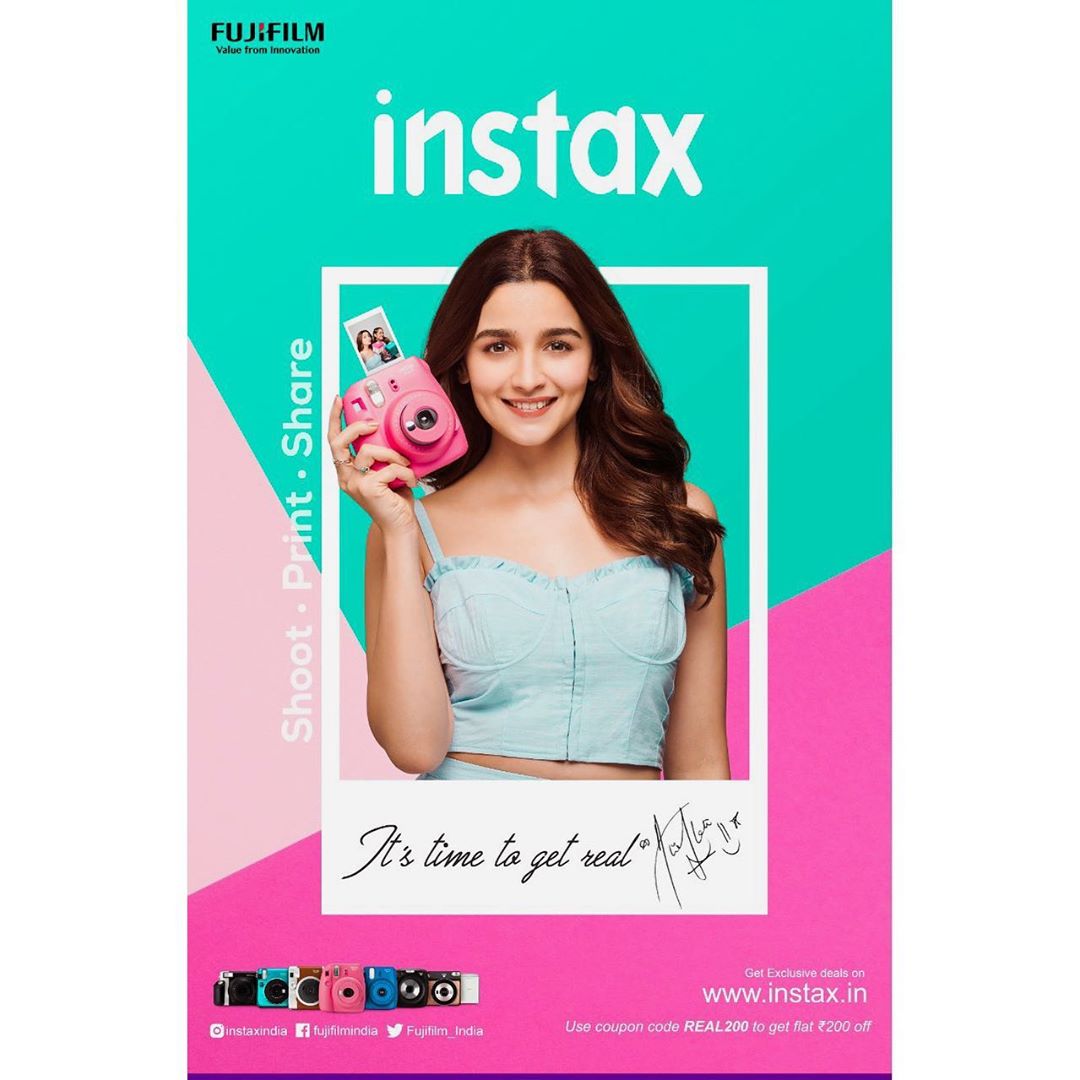 FUJIFILM
Value from Innovation
instax
Shoot • Print • Share
It's time to get real
Get Exclusive deals on
www.instax.in
instaxindia fujifilmindia Fujifilm_India
Use coupon code REAL200 to get flat ₹200 off